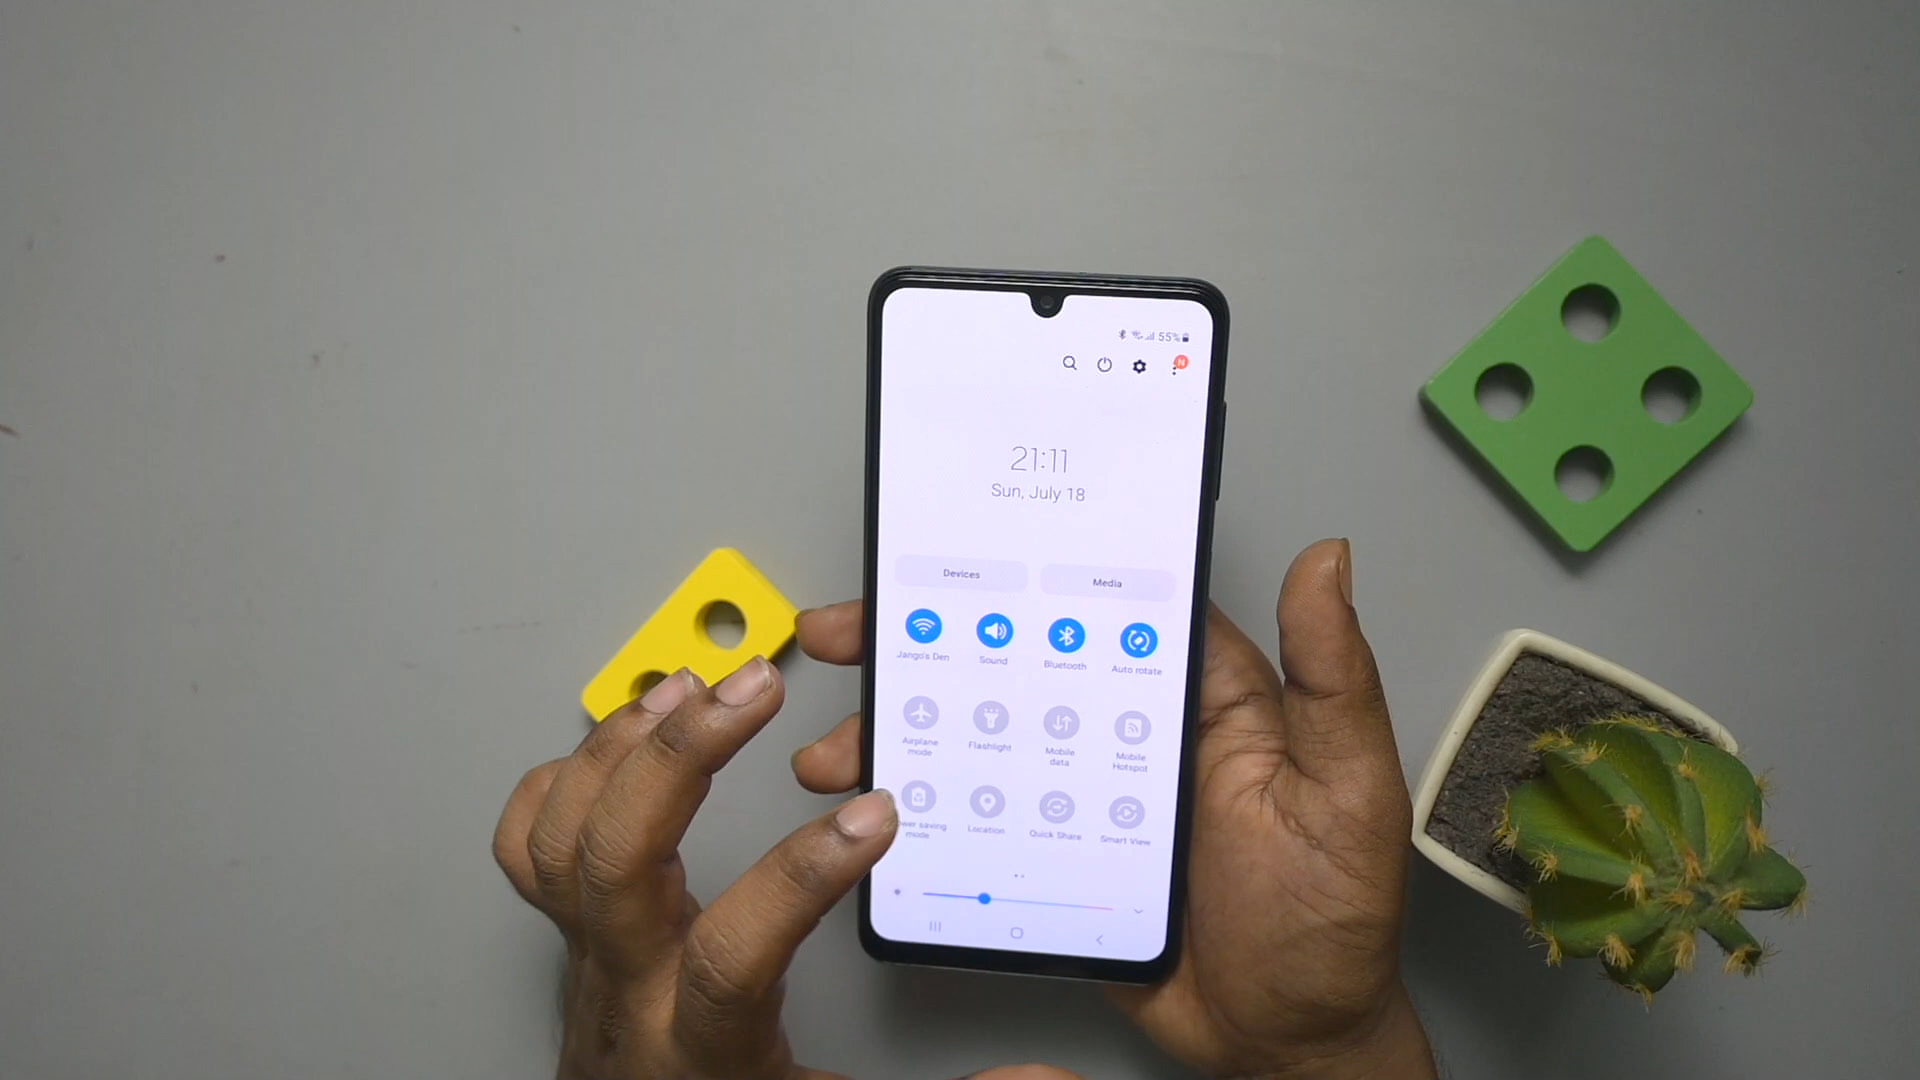 55%
N
21:11
Sun, July 18
Devices Media
Jango's Den Sound Bluetooth Auto rotate
Airplane mode Flashlight Mobile data Mobile Hotspot
ower saving mode Location Quick Share Smart View